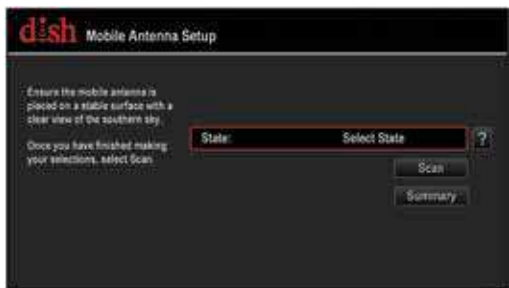 dish Mobile Antenna Setup
Ensure the mobile antenna is
placed on a stable surface with a
clear view of the southern sky.
Once you have finished making
your selections, select Scan.
State: Select State ?
Scan
Summary